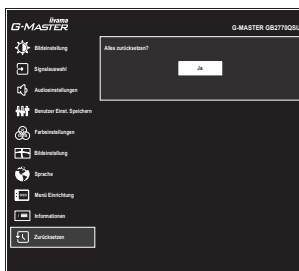 iiyama
G-MASTER
G-MASTER GB2770QSU
Bildeinstellung
Alles zurücksetzen?
Ja
Signalauswahl
Audioeinstellungen
Benutzer Einst. Speichern
Farbeinstellungen
Bildeinstellung
Sprache
Menü Einrichtung
Informationen
Zurücksetzen